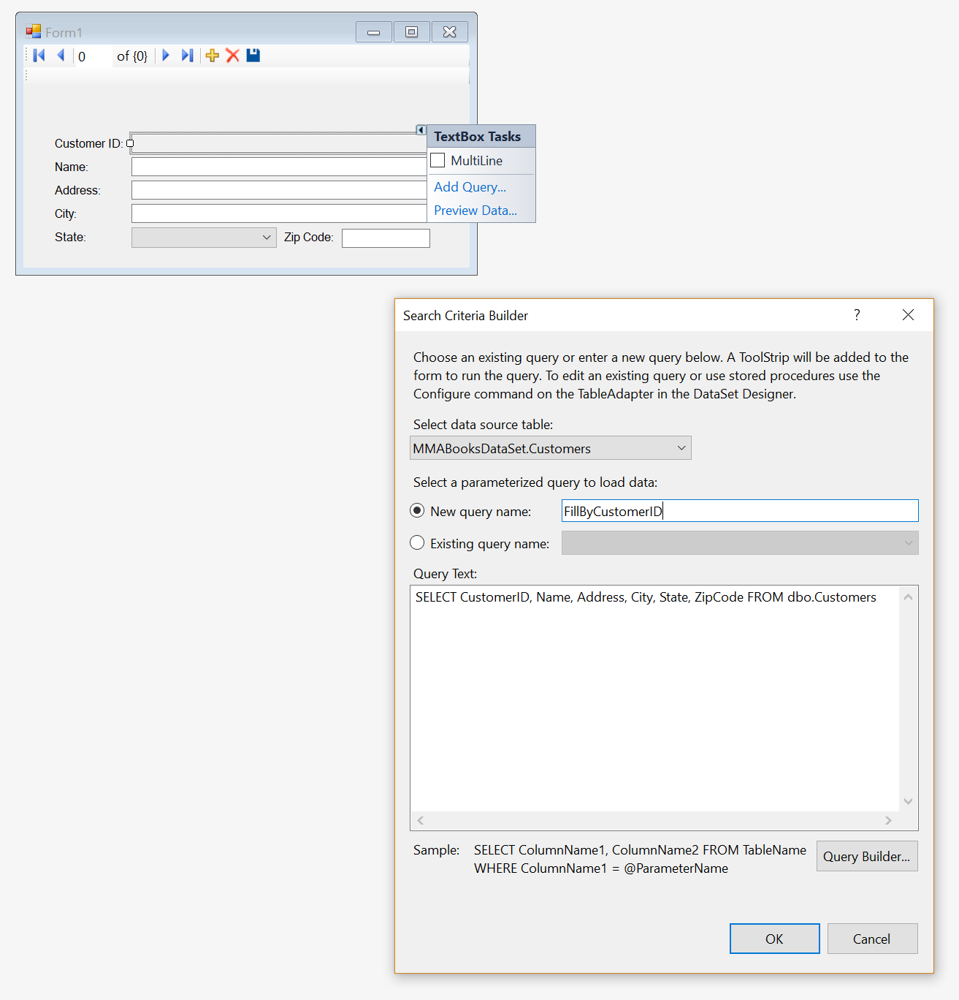 Form1
0 of {0}
Customer ID:
Name:
Address:
City:
State:
Zip Code:
TextBox Tasks
MultiLine
Add Query...
Preview Data...
Search Criteria Builder
?
Choose an existing query or enter a new query below. A ToolStrip will be added to the
form to run the query. To edit an existing query or use stored procedures use the
Configure command on the TableAdapter in the DataSet Designer.
Select data source table:
MMABooksDataSet.Customers
Select a parameterized query to load data:
New query name: FillByCustomerID
Existing query name:
Query Text:
SELECT CustomerID, Name, Address, City, State, ZipCode FROM dbo.Customers
Sample: SELECT ColumnName1, ColumnName2 FROM TableName
WHERE ColumnName1 = @ParameterName
Query Builder...
OK
Cancel